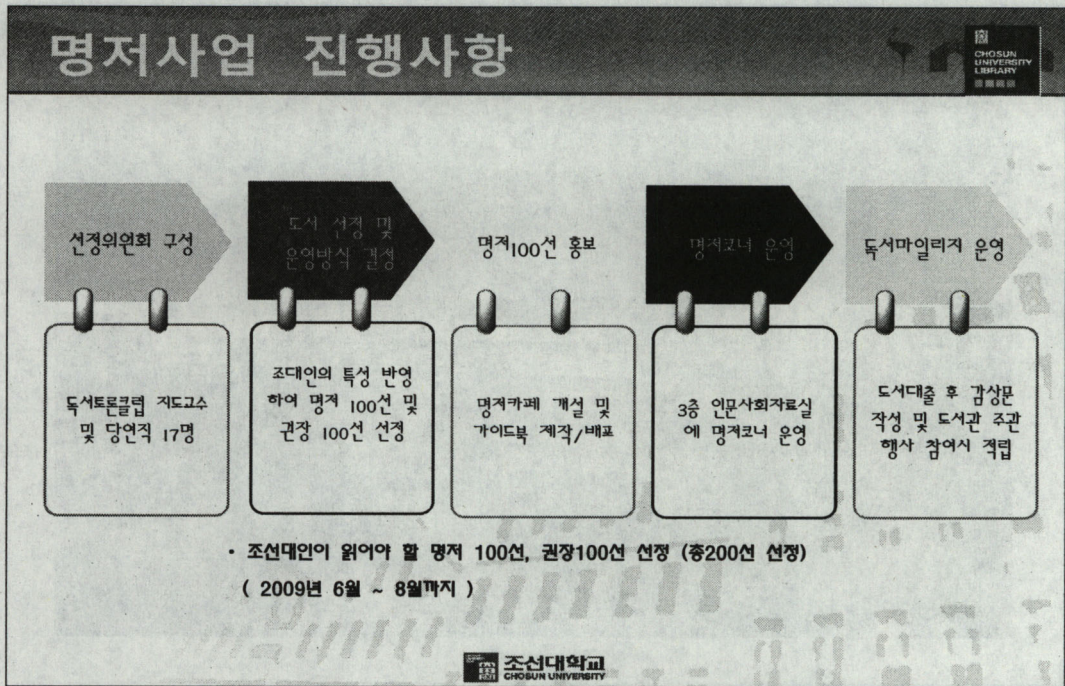 명저사업 진행사항
CHOSUN
UNIVERSITY
LIBRARY
선정위원회 구성
도서 선정 및
운영방식 결정
명저100선 홍보
명저코너 운영
독서마일리지 운영
독서토론클럽 지도교수
및 당연직 17명
조대인의 특성 반영
하여 명저 100선 및
권장 100선 선정
명저카페 개설 및
가이드북 제작/배포
3층 인문사회자료실
에 명저코너 운영
도서대출 후 감상문
작성 및 도서관 주관
행사 참여시 적립
• 조선대인이 읽어야 할 명저 100선, 권장100선 선정 (총200선 선정)
( 2009년 6월 ~ 8월까지 )
조선대학교
CHOSUN UNIVERSITY